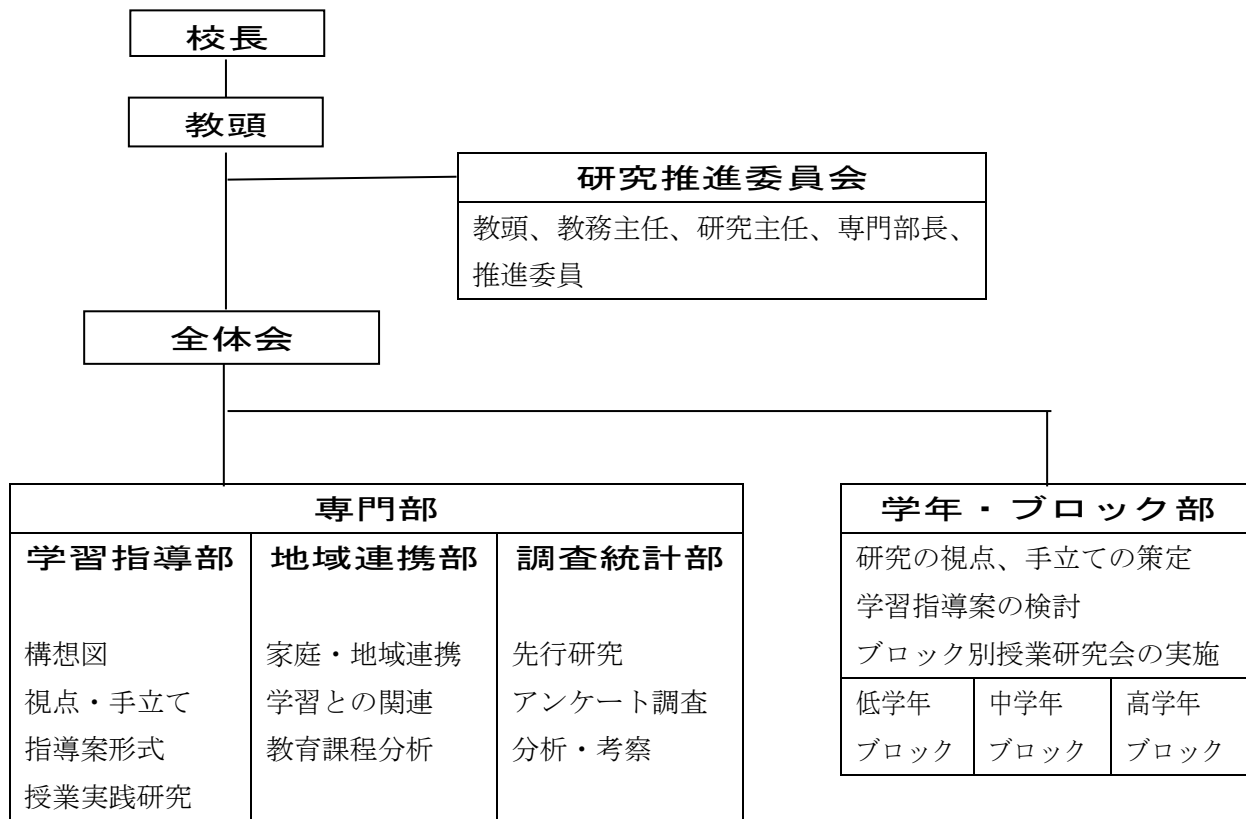 校長
教頭
研究推進委員会
教頭、教務主任、研究主任、専門部長、
推進委員
全体会
専門部
学習指導部
構想図
視点・手立て
指導案形式
授業実践研究
地域連携部
家庭・地域連携
学習との関連
教育課程分析
調査統計部
先行研究
アンケート調査
分析・考察
学年・ブロック部
研究の視点、手立ての策定
学習指導案の検討
ブロック別授業研究会の実施
低学年
ブロック
中学年
ブロック
高学年
ブロック